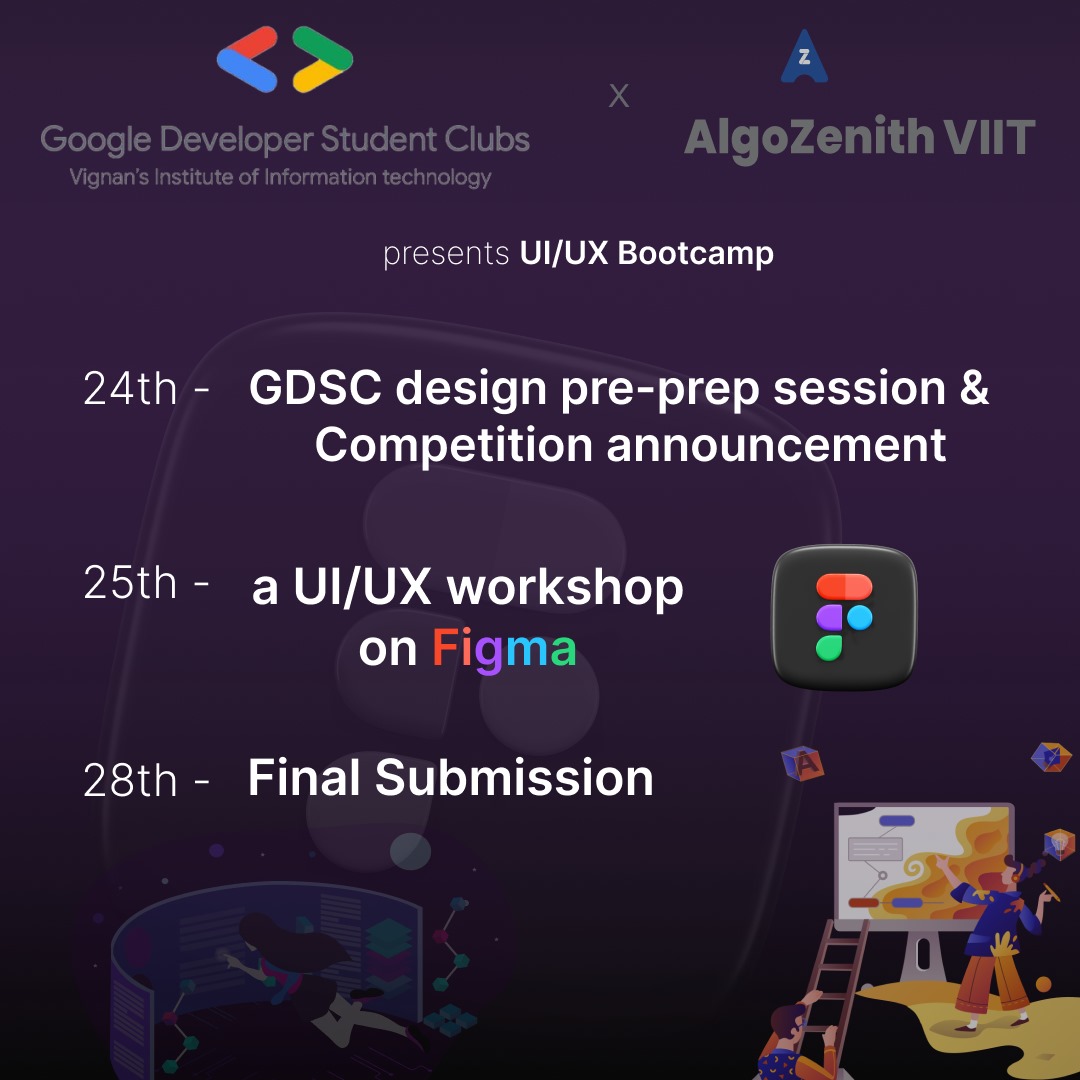 Google Developer Student Clubs
Vignan's Institute of Information technology
X
Z
AlgoZenith VIIT
presents UI/UX Bootcamp
24th - GDSC design pre-prep session &
Competition announcement
25th - a UI/UX workshop
on Figma
28th - Final Submission
A